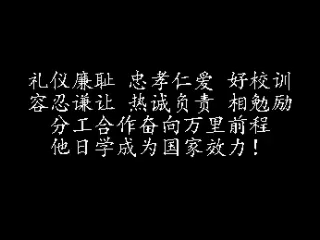 礼仪廉耻 忠孝仁爱 好校训
容忍谦让 热诚负责 相勉励
分工合作奋向万里前程
他日学成为国家效力!